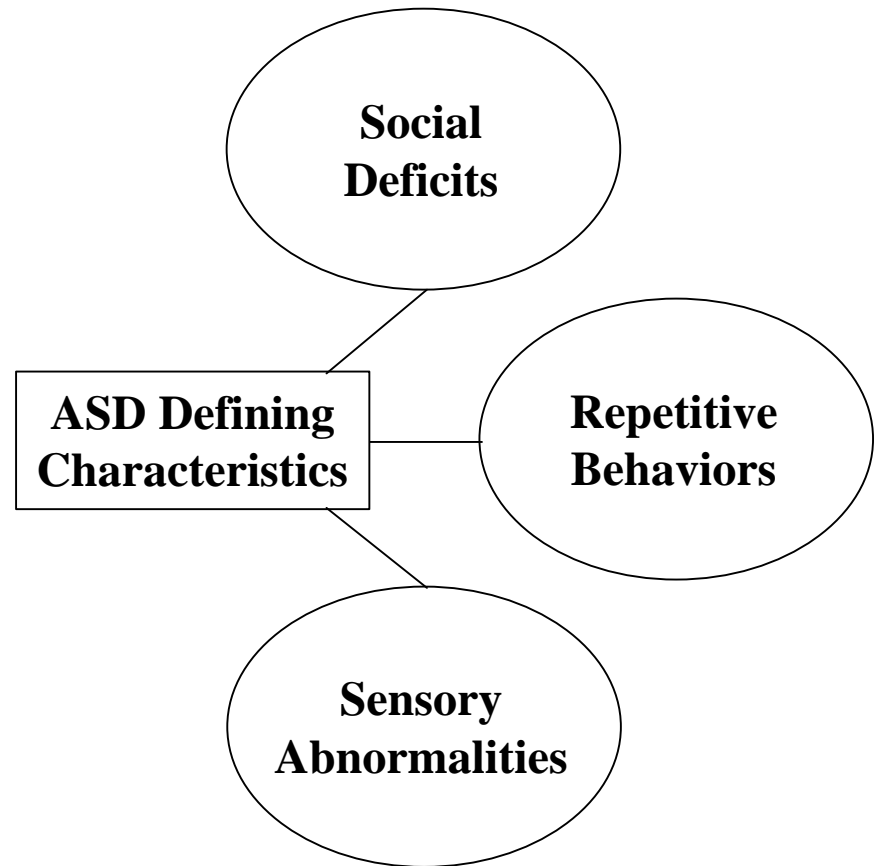 Social
Deficits
ASD Defining
Characteristics
Repetitive
Behaviors
Sensory
Abnormalities